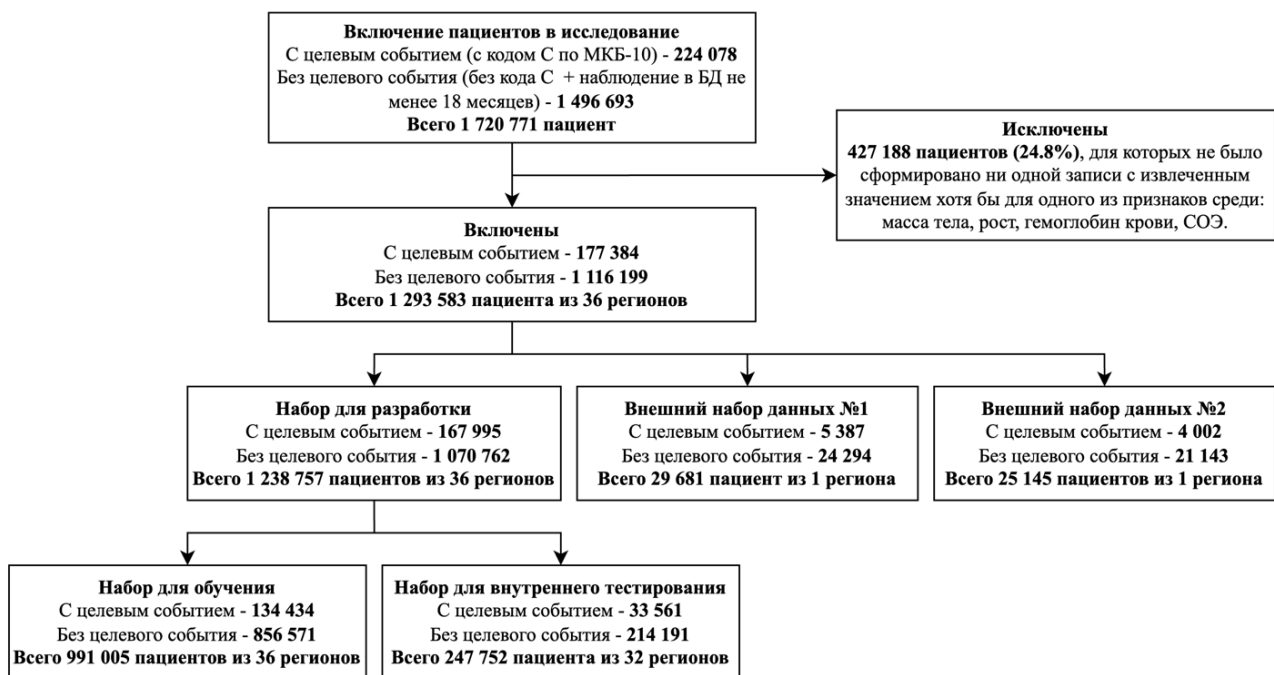 Включение пациентов в исследование
С целевым событием (с кодом С по МКБ-10) - 224 078
Без целевого события (без кода С + наблюдение в БД не
менее 18 месяцев) - 1 496 693
Всего 1 720 771 пациент
Исключены
427 188 пациентов (24.8%), для которых не было
сформировано ни одной записи с извлеченным
значением хотя бы для одного из признаков среди:
масса тела, рост, гемоглобин крови, СОЭ.
Включены
С целевым событием - 177 384
Без целевого события - 1 116 199
Всего 1 293 583 пациента из 36 регионов
Набор для разработки
С целевым событием - 167 995
Без целевого события - 1 070 762
Всего 1 238 757 пациентов из 36 регионов
Внешний набор данных №1
С целевым событием - 5 387
Без целевого события - 24 294
Всего 29 681 пациент из 1 региона
Внешний набор данных №2
С целевым событием - 4 002
Без целевого события - 21 143
Всего 25 145 пациентов из 1 региона
Набор для обучения
С целевым событием - 134 434
Без целевого события - 856 571
Всего 991 005 пациентов из 36 регионов
Набор для внутреннего тестирования
С целевым событием - 33 561
Без целевого события - 214 191
Всего 247 752 пациента из 32 регионов